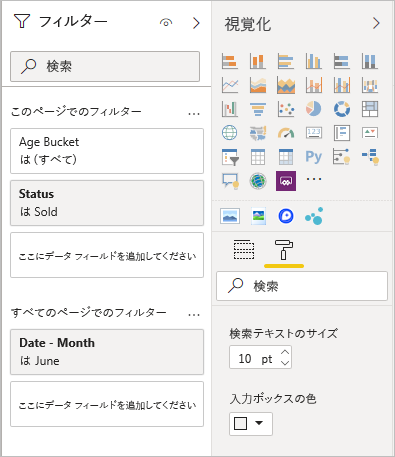 フィルター
検索
このページでのフィルター ...
Age Bucket
は (すべて)
Status
は Sold
ここにデータ フィールドを追加してください
すべてのページでのフィルター ...
Date - Month
は June
ここにデータ フィールドを追加してください
視覚化
123
Py
...
検索
検索テキストのサイズ
10 pt
入力ボックスの色